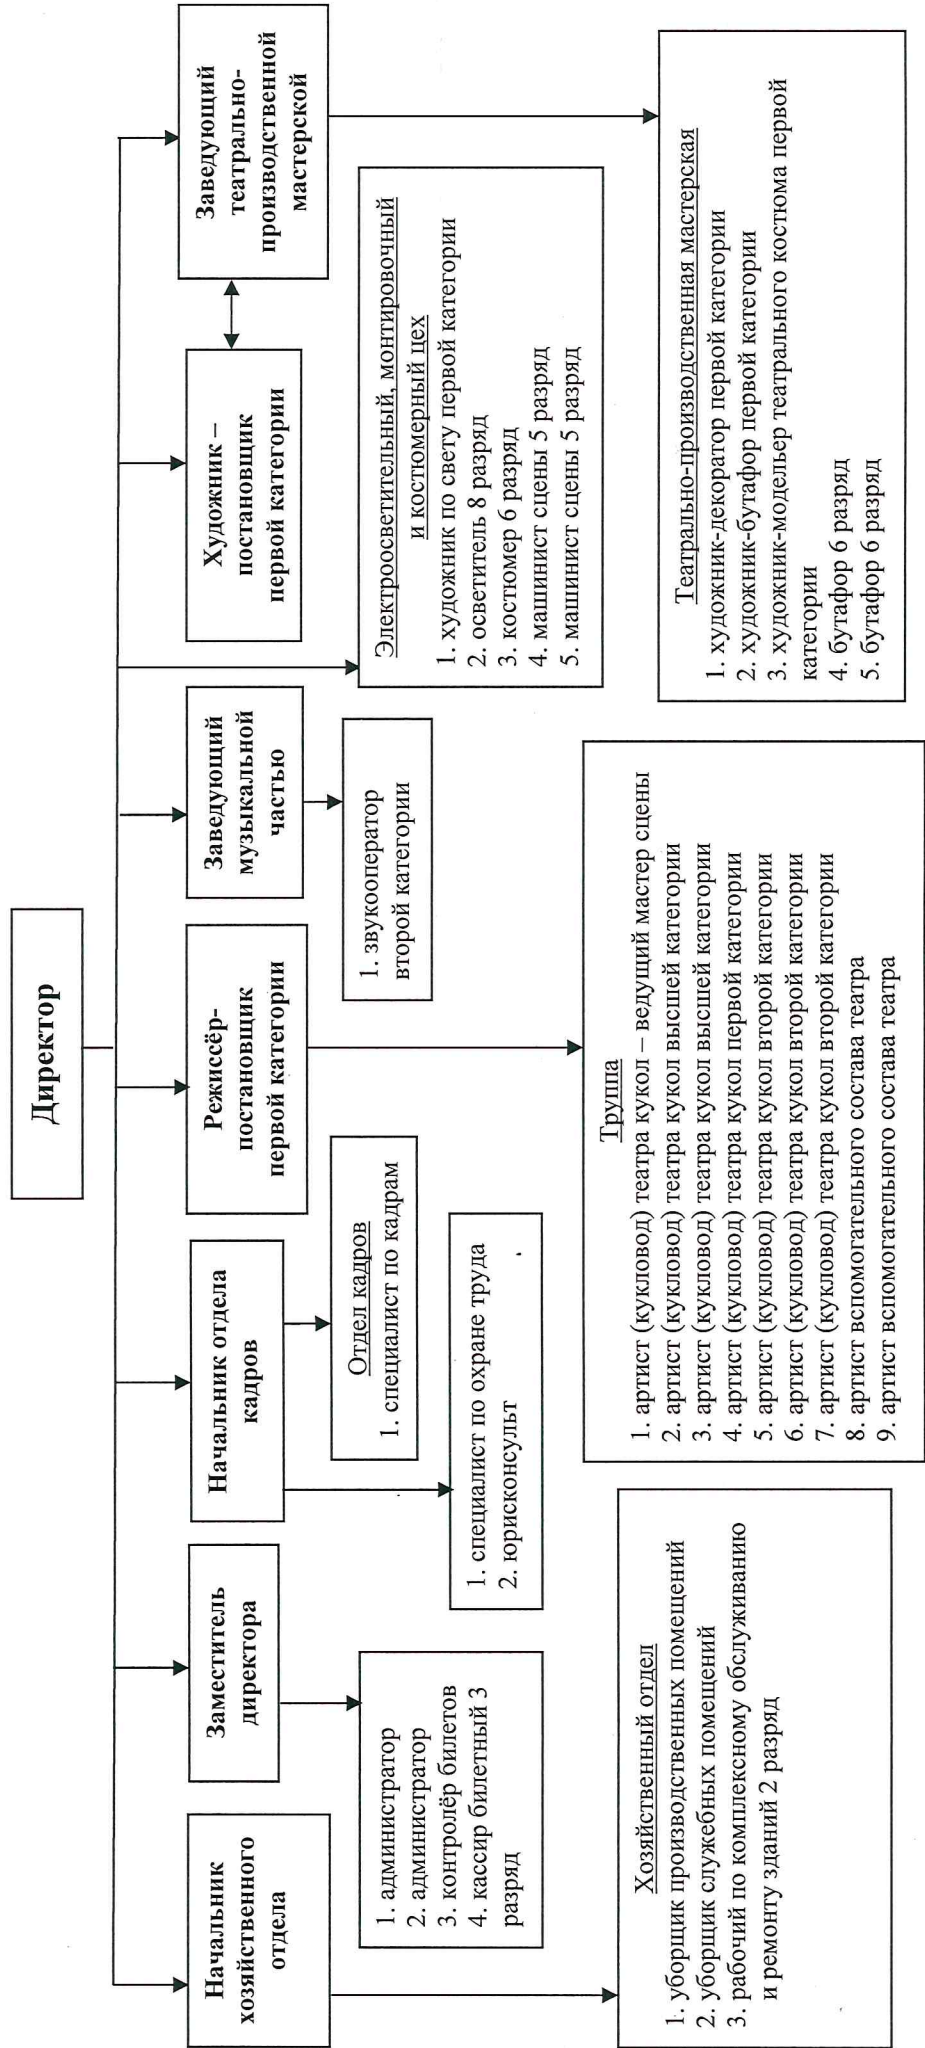 Директор
Начальник
хозяйственного
отдела
Заместитель
директора
Начальник отдела
кадров
Режиссёр-
постановщик
первой категории
Заведующий
музыкальной
частью
Художник –
постановщик
первой категории
Заведующий
театрально-
производственной
мастерской
1. администратор
2. администратор
3. контролёр билетов
4. кассир билетный 3
разряд
Отдел кадров
1. специалист по кадрам
1. специалист по охране труда
2. юрисконсульт
1. звукооператор
второй категории
Электроосветительный, монтировочный
и костюмерный цех
1. художник по свету первой категории
2. осветитель 8 разряд
3. костюмер 6 разряд
4. машинист сцены 5 разряд
5. машинист сцены 5 разряд
Хозяйственный отдел
1. уборщик производственных помещений
2. уборщик служебных помещений
3. рабочий по комплексному обслуживанию
и ремонту зданий 2 разряд
Труппа
1. артист (кукловод) театра кукол – ведущий мастер сцены
2. артист (кукловод) театра кукол высшей категории
3. артист (кукловод) театра кукол высшей категории
4. артист (кукловод) театра кукол первой категории
5. артист (кукловод) театра кукол второй категории
6. артист (кукловод) театра кукол второй категории
7. артист (кукловод) театра кукол второй категории
8. артист вспомогательного состава театра
9. артист вспомогательного состава театра
Театрально-производственная мастерская
1. художник-декоратор первой категории
2. художник-бутафор первой категории
3. художник-модельер театрального костюма первой
категории
4. бутафор 6 разряд
5. бутафор 6 разряд